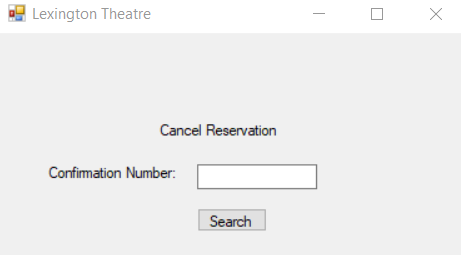 Lexington Theatre
Cancel Reservation
Confirmation Number:
Search